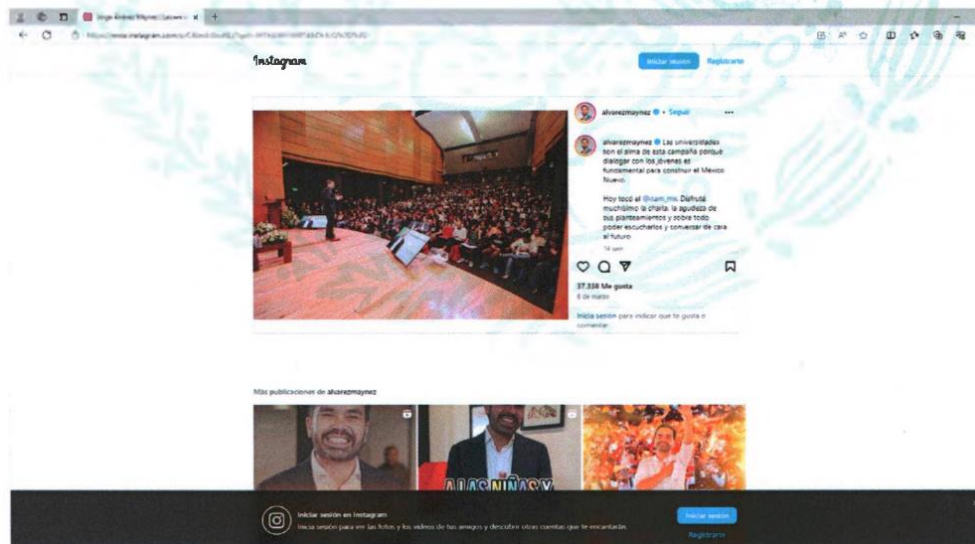 Instagram
Iniciar sesión Registrarte
alvarezmaynez • Seguir
alvarezmaynez Las universidades
son el alma de esta campaña porque
dialogar con los jóvenes es
fundamental para construir el México
Nuevo.
Hoy tocó el @itam_mx. Disfruté
muchísimo la charla, la agudeza de
sus planteamientos y sobre todo
poder escucharlos y conversar de cara
al futuro
14 sem
37.338 Me gusta
6 de marzo
Inicia sesión para indicar que te gusta o
comentar.
Más publicaciones de alvarezmaynez
A LAS NIÑAS Y
Iniciar sesión en Instagram
Inicia sesión para ver las fotos y los videos de tus amigos y descubrir otras cuentas que te encantarán.
Iniciar sesión
Registrarte